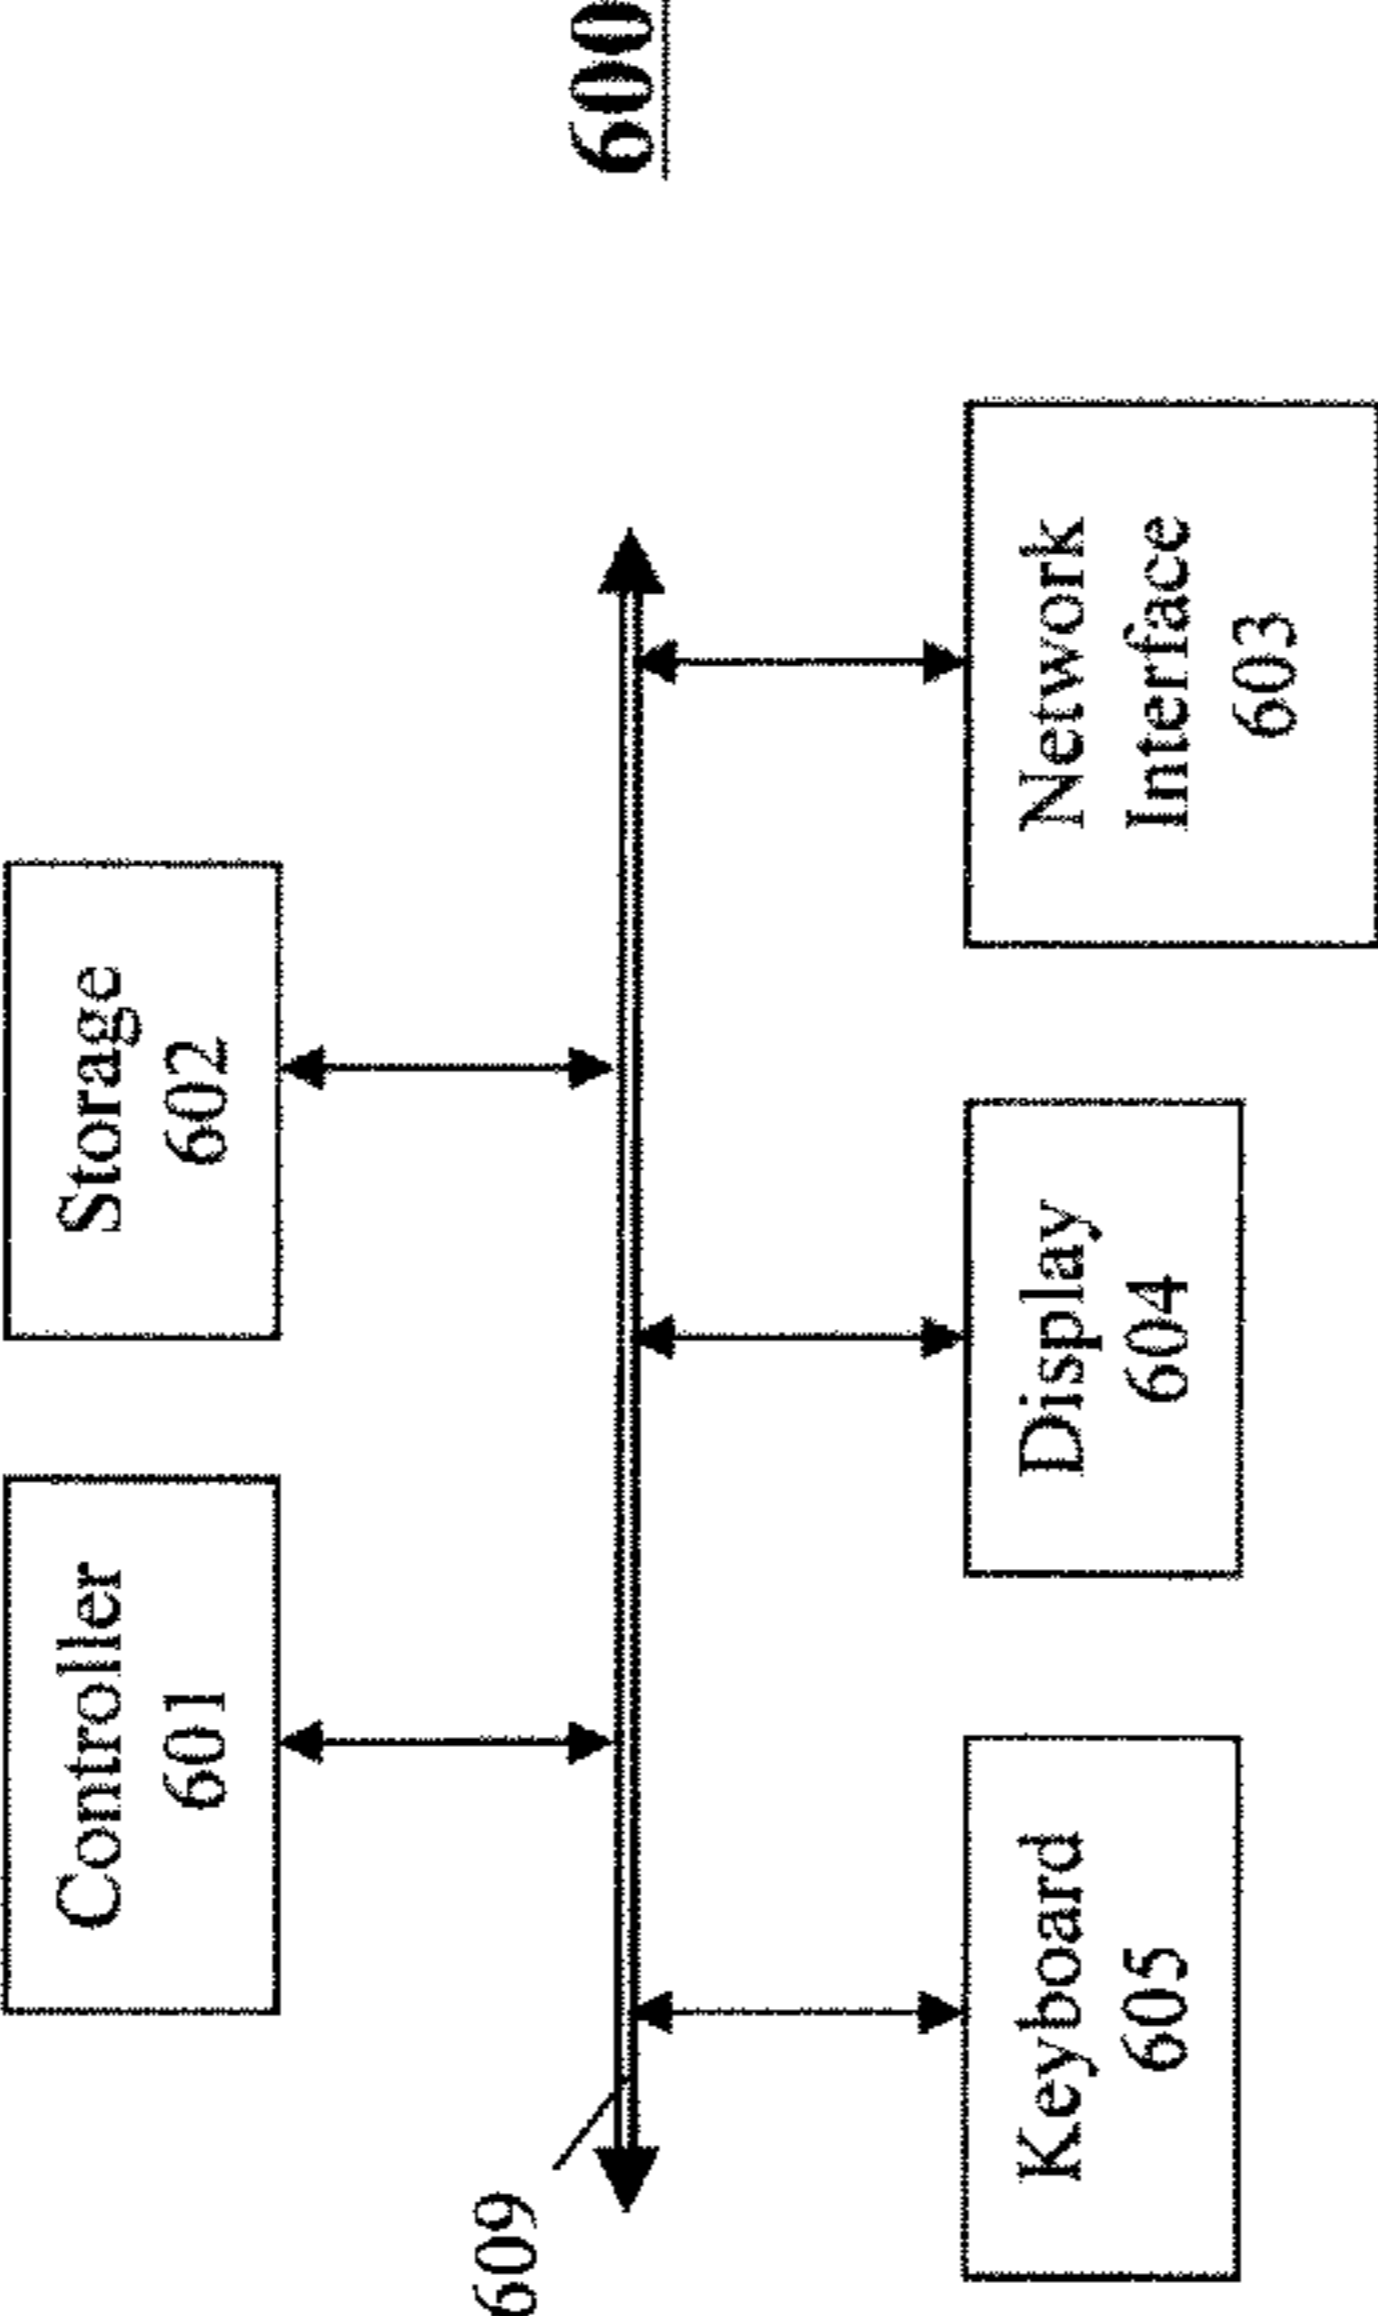 Controller
601
Storage
602
600
609
Keyboard
605
Display
604
Network
Interface
603